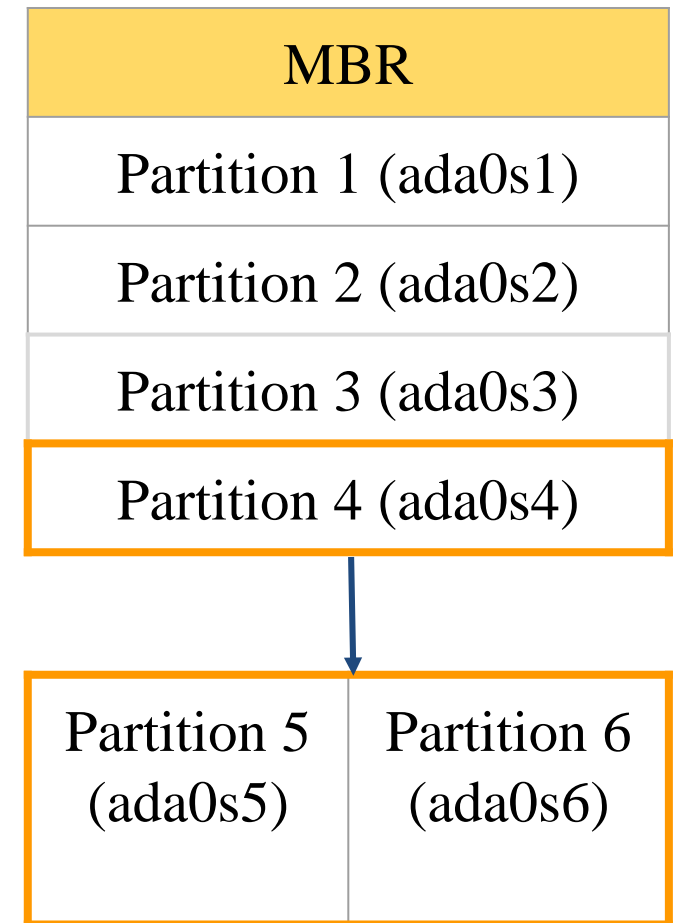 MBR
Partition 1 (ada0s1)
Partition 2 (ada0s2)
Partition 3 (ada0s3)
Partition 4 (ada0s4)
Partition 5
(ada0s5)
Partition 6
(ada0s6)